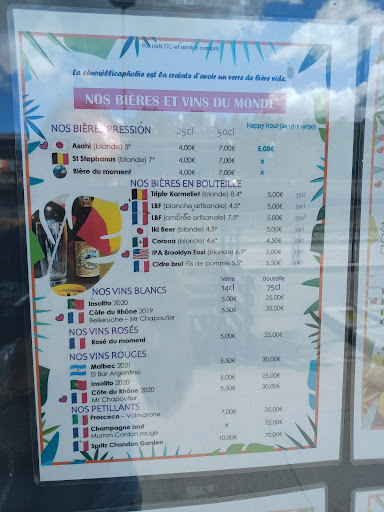 Prix nets TTC et service compris
La cénosillicaphobie est la crainte d'avoir un verre de bière vide.
NOS BIÈRES ET VINS DU MONDE
NOS BIÈRES PRESSION 25cl 50cl Happy Hour
Asahi (blonde) 5° 4,00€ 7,00€ 5,00€
St Stephanus (blonde) 7° 4,00€ 7,00€ x
Bière du moment 4,00€ 7,00€ x
NOS BIÈRES EN BOUTEILLE
Triple Karmeliet (blonde) 8.4° 5,00€ 33cl
LBF (blanche artisanale) 4,5° 5,00€ 33cl
LBF (ambrée artisanale) 7,5° 5,00€ 33cl
Iki Beer (blonde) 4,5° 5,00€ 33cl
Corona (blonde) 4,6° 4,50€ 33cl
IPA Brooklyn East (blonde) 6.9° 5,00€ 33cl
Cidre brut Fils de pomme 5.5° 5,00€ 33cl
Verre Bouteille
NOS VINS BLANCS 14cl 75cl
Insolito 2020 5,00€ 25,00€
Côte du Rhône 2019 5,50€ 30,00€
Belleruche - Mr Chapoutier
NOS VINS ROSÉS
Rosé du moment 5,00€ 25,00€
NOS VINS ROUGES
Malbec 2021 5,50€ 30,00€
El Bar Argentino
Insolito 2020 5,00€ 25,00€
Côte du Rhône 2020 5,50€ 30,00€
Mr Chapoutier
NOS PETILLANTS
Prosceco - Valmarone 7,00€ 35,00€
Champagne brut x 75,00€
Mumm Cordon rouge
Spritz Chandon Garden 10,00€ 70,00€